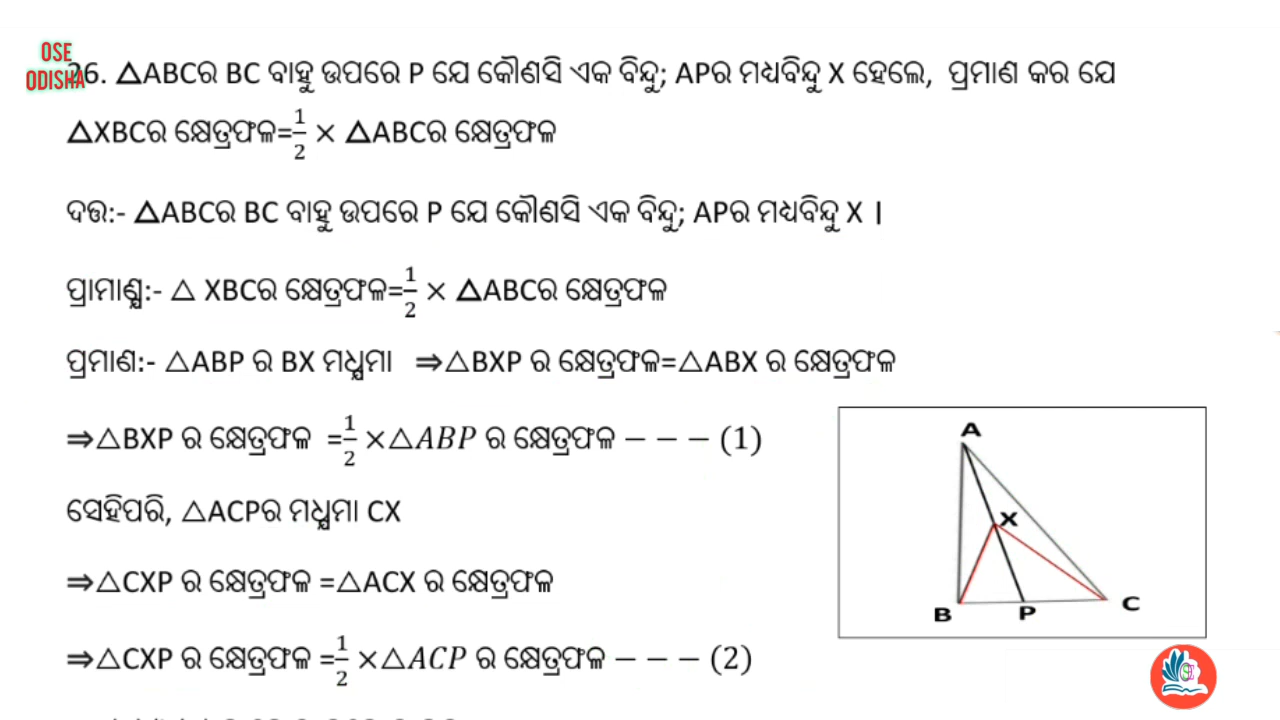 OSE
ODISHA
26. △ABCର BC ବାହୁ ଉପରେ P ଯେ କୌଣସି ଏକ ବିନ୍ଦୁ; APର ମଧ୍ୟବିନ୍ଦୁ X ହେଲେ, ପ୍ରମାଣ କର ଯେ
△XBCର କ୍ଷେତ୍ରଫଳ=1/2 × △ABCର କ୍ଷେତ୍ରଫଳ
ଦତ୍ତ:- △ABCର BC ବାହୁ ଉପରେ P ଯେ କୌଣସି ଏକ ବିନ୍ଦୁ; APର ମଧ୍ୟବିନ୍ଦୁ X ।
ପ୍ରାମାଣ୍ଯ:- △ XBCର କ୍ଷେତ୍ରଫଳ=1/2 × △ABCର କ୍ଷେତ୍ରଫଳ
ପ୍ରମାଣ:- △ABP ର BX ମଧ୍ଯମା ⇒△BXP ର କ୍ଷେତ୍ରଫଳ=△ABX ର କ୍ଷେତ୍ରଫଳ
⇒△BXP ର କ୍ଷେତ୍ରଫଳ =1/2 ×△ABP ର କ୍ଷେତ୍ରଫଳ − − − (1)
ସେହିପରି, △ACPର ମଧ୍ଯମା CX
⇒△CXP ର କ୍ଷେତ୍ରଫଳ =△ACX ର କ୍ଷେତ୍ରଫଳ
⇒△CXP ର କ୍ଷେତ୍ରଫଳ =1/2 ×△ACP ର କ୍ଷେତ୍ରଫଳ − − − (2)
A
X
B P C